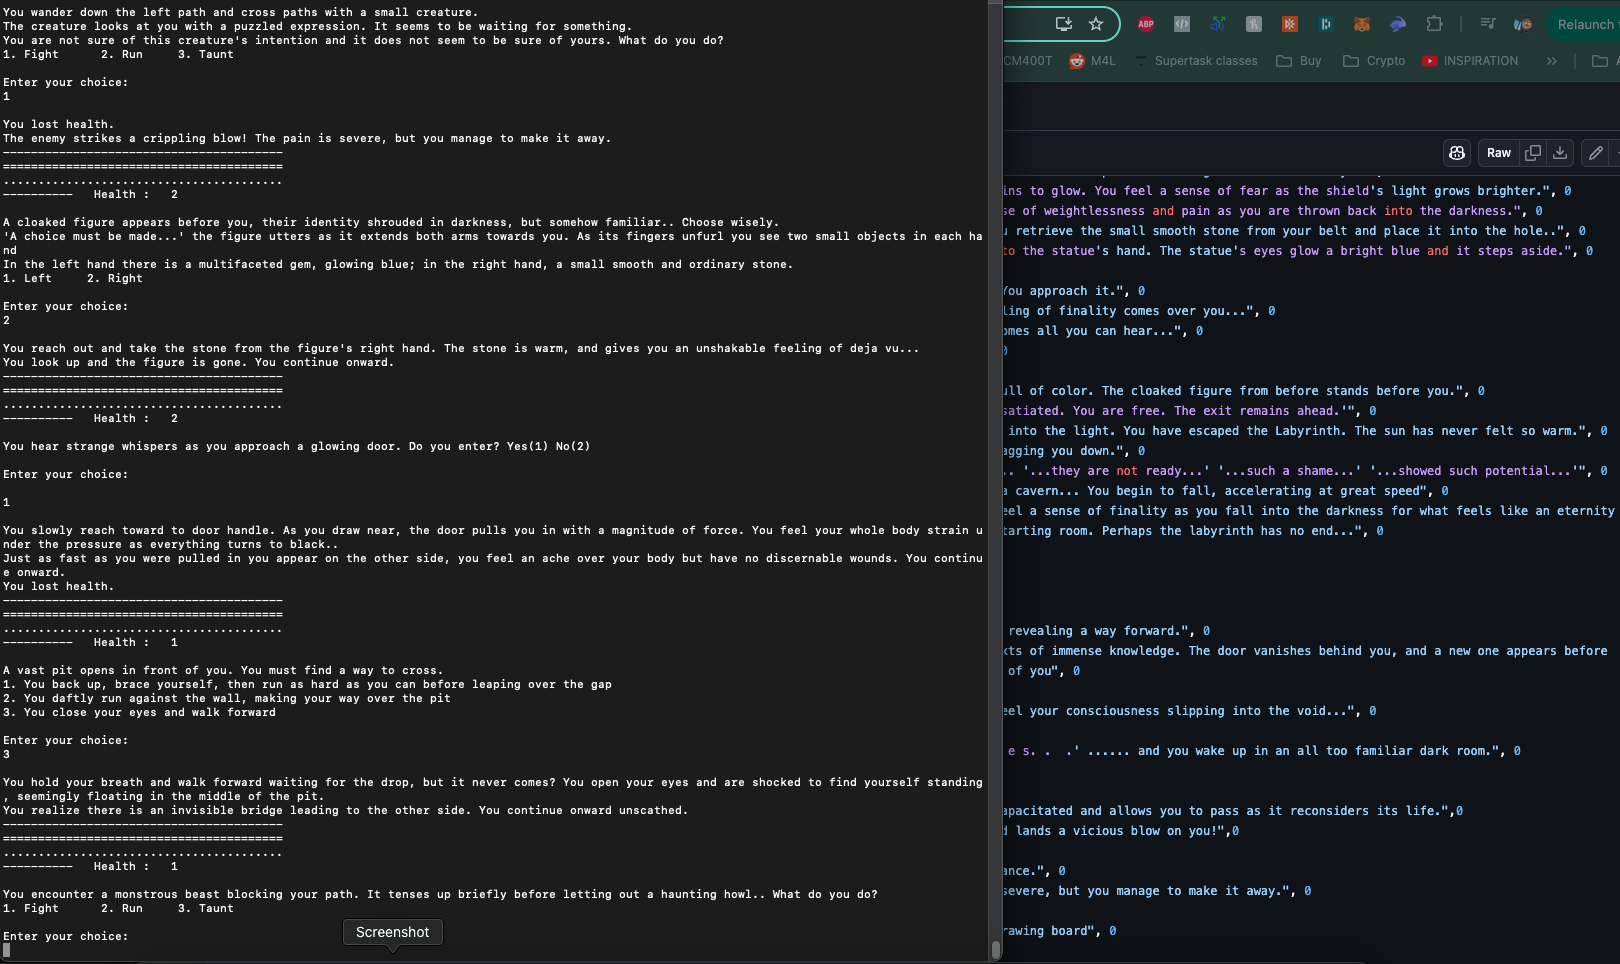 You wander down the left path and cross paths with a small creature.
The creature looks at you with a puzzled expression. It seems to be waiting for something.
You are not sure of this creature's intention and it does not seem to be sure of yours. What do you do?
1. Fight      2. Run     3. Taunt
Enter your choice:
1
You lost health.
The enemy strikes a crippling blow! The pain is severe, but you manage to make it away.
----------------------------------------
========================================
........................................
----------   Health :   2
A cloaked figure appears before you, their identity shrouded in darkness, but somehow familiar.. Choose wisely.
'A choice must be made...' the figure utters as it extends both arms towards you. As its fingers unfurl you see two small objects in each ha
nd
In the left hand there is a multifaceted gem, glowing blue; in the right hand, a small smooth and ordinary stone.
1. Left     2. Right
Enter your choice:
2
You reach out and take the stone from the figure's right hand. The stone is warm, and gives you an unshakable feeling of deja vu...
You look up and the figure is gone. You continue onward.
----------------------------------------
========================================
........................................
----------   Health :   2
You hear strange whispers as you approach a glowing door. Do you enter? Yes(1) No(2)
Enter your choice:
1
You slowly reach toward to door handle. As you draw near, the door pulls you in with a magnitude of force. You feel your whole body strain u
nder the pressure as everything turns to black..
Just as fast as you were pulled in you appear on the other side, you feel an ache over your body but have no discernable wounds. You continu
e onward.
You lost health.
----------------------------------------
========================================
........................................
----------   Health :   1
A vast pit opens in front of you. You must find a way to cross.
1. You back up, brace yourself, then run as hard as you can before leaping over the gap
2. You daftly run against the wall, making your way over the pit
3. You close your eyes and walk forward
Enter your choice:
3
You hold your breath and walk forward waiting for the drop, but it never comes? You open your eyes and are shocked to find yourself standing
, seemingly floating in the middle of the pit.
You realize there is an invisible bridge leading to the other side. You continue onward unscathed.
----------------------------------------
========================================
........................................
----------   Health :   1
You encounter a monstrous beast blocking your path. It tenses up briefly before letting out a haunting howl.. What do you do?
1. Fight      2. Run     3. Taunt
Enter your choice:
Screenshot
ABP
Relaunch
CM400T
M4L
Supertask classes
Buy
Crypto
INSPIRATION
»
Raw
ins to glow. You feel a sense of fear as the shield's light grows brighter.", 0
se of weightlessness and pain as you are thrown back into the darkness.", 0
u retrieve the small smooth stone from your belt and place it into the hole..", 0
to the statue's hand. The statue's eyes glow a bright blue and it steps aside.", 0
You approach it.", 0
ling of finality comes over you...", 0
omes all you can hear...", 0
0
ull of color. The cloaked figure from before stands before you.", 0
satiated. You are free. The exit remains ahead.'", 0
into the light. You have escaped the Labyrinth. The sun has never felt so warm.", 0
agging you down.", 0
.. '...they are not ready...' '...such a shame...' '...showed such potential...'", 0
a cavern... You begin to fall, accelerating at great speed", 0
eel a sense of finality as you fall into the darkness for what feels like an eternity
tarting room. Perhaps the labyrinth has no end...", 0
revealing a way forward.", 0
xts of immense knowledge. The door vanishes behind you, and a new one appears before
of you", 0
eel your consciousness slipping into the void...", 0
e s. .  .' ...... and you wake up in an all too familiar dark room.", 0
apacitated and allows you to pass as it reconsiders its life.",0
d lands a vicious blow on you!",0
ance.", 0
severe, but you manage to make it away.", 0
rawing board", 0